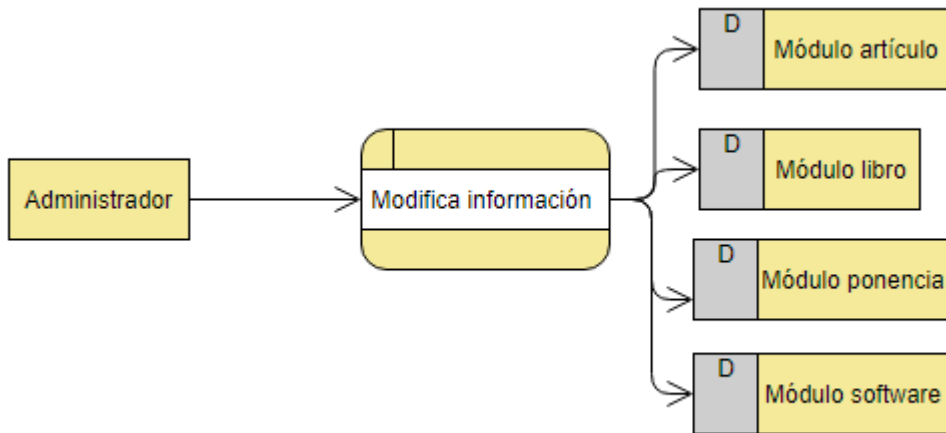 D
Módulo artículo
D
Módulo libro
Administrador
Modifica información
D
Módulo ponencia
D
Módulo software